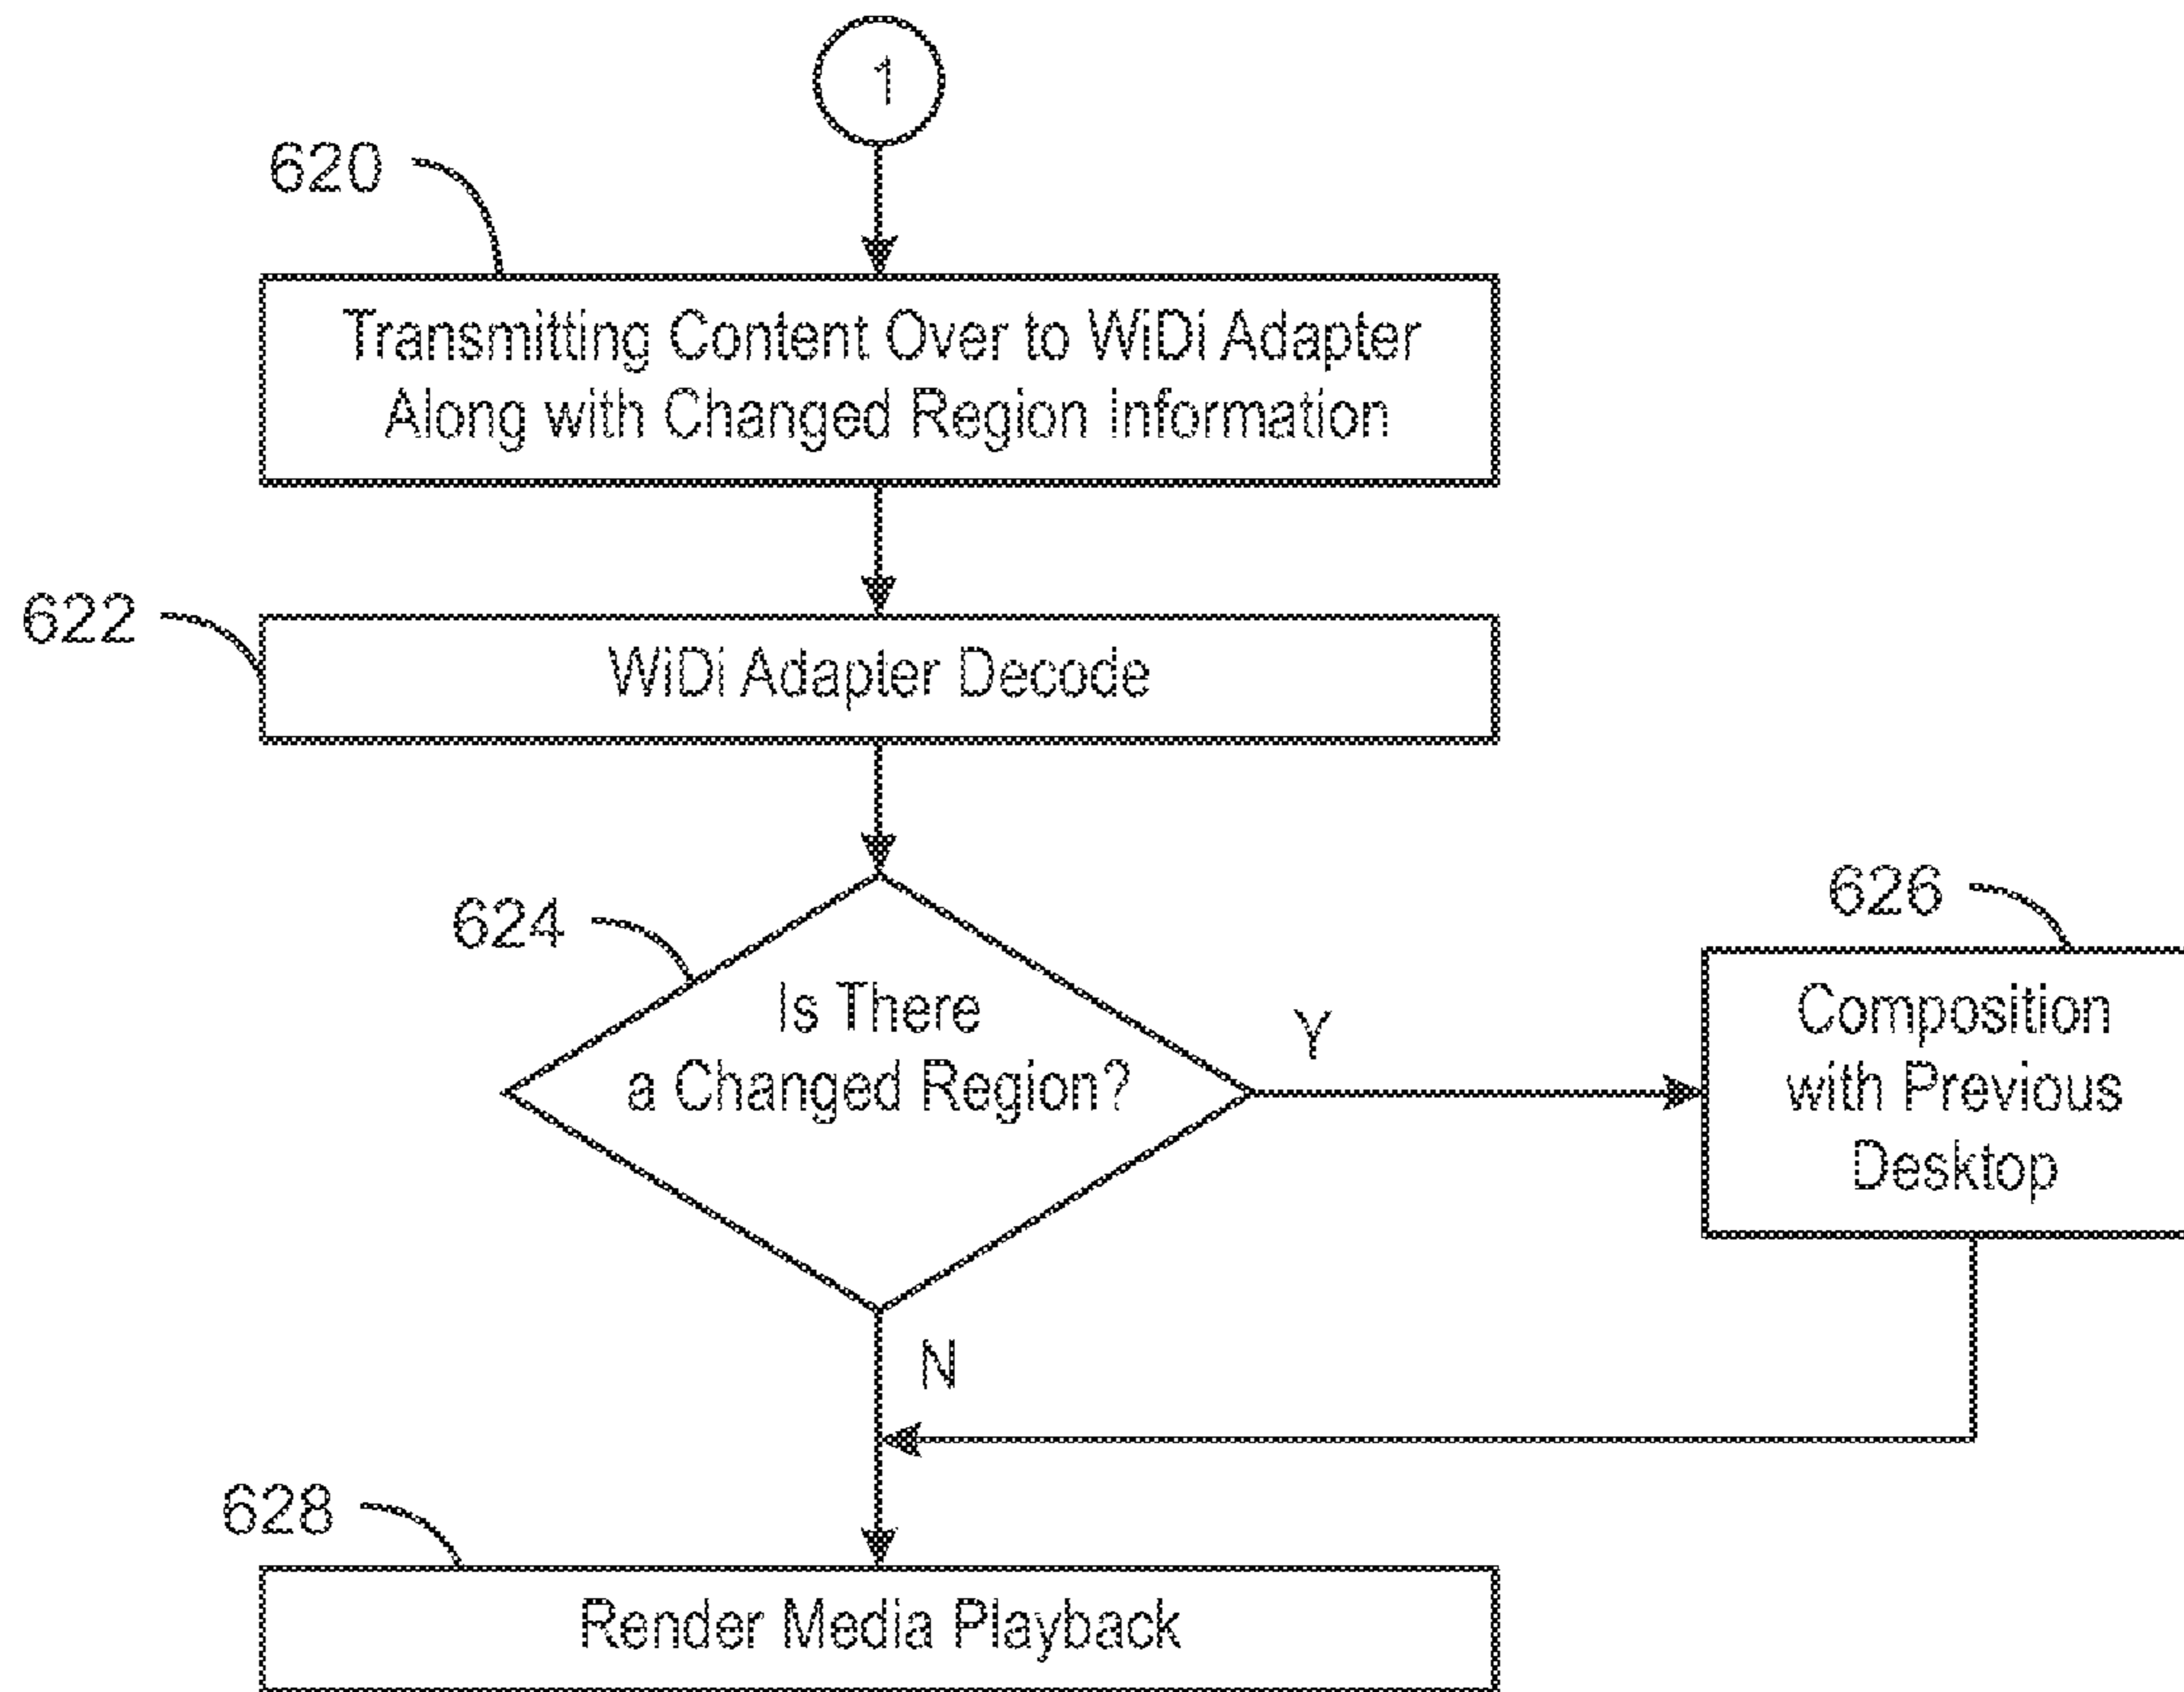 1
620
Transmitting Content Over to WiDi Adapter
Along with Changed Region Information
622
WiDi Adapter Decode
624
Is There
a Changed Region?
Y
626
Composition
with Previous
Desktop
N
628
Render Media Playback